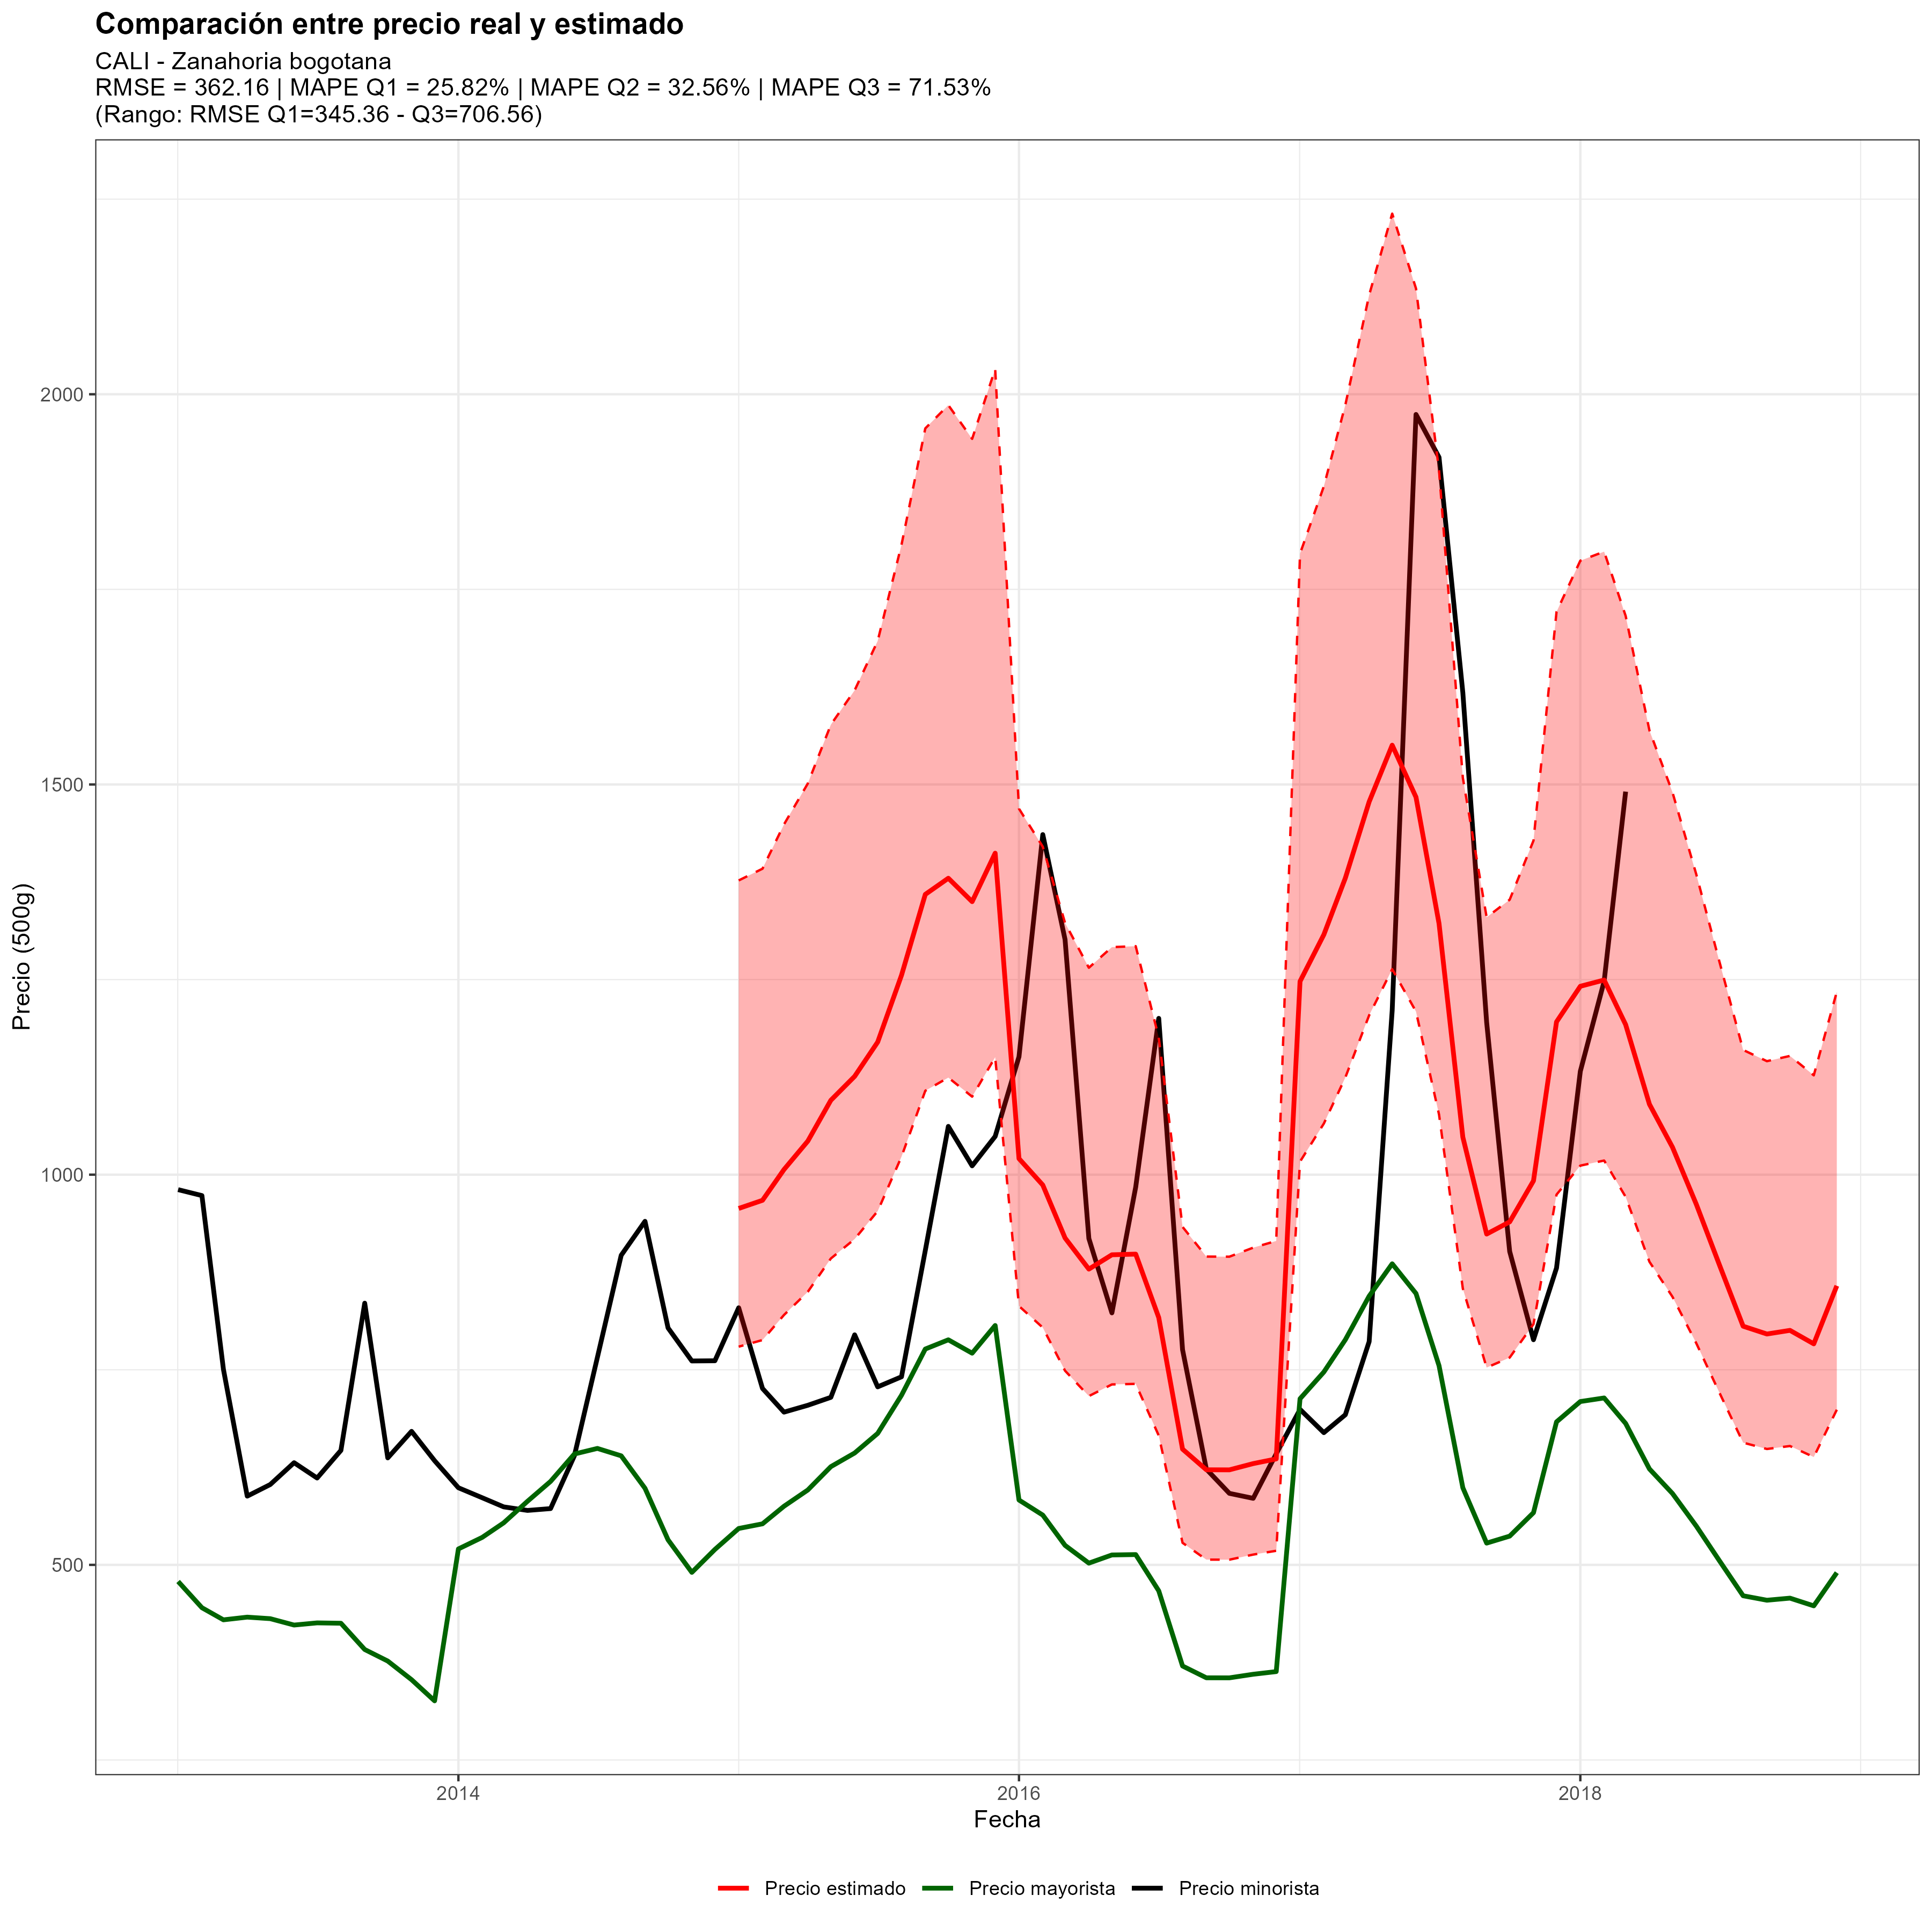 Comparación entre precio real y estimado
CALI - Zanahoria bogotana
RMSE = 362.16 | MAPE Q1 = 25.82% | MAPE Q2 = 32.56% | MAPE Q3 = 71.53%
(Rango: RMSE Q1=345.36 - Q3=706.56)
Precio (500g)
2000
1500
1000
500
2014
2016
2018
Fecha
Precio estimado
Precio mayorista
Precio minorista